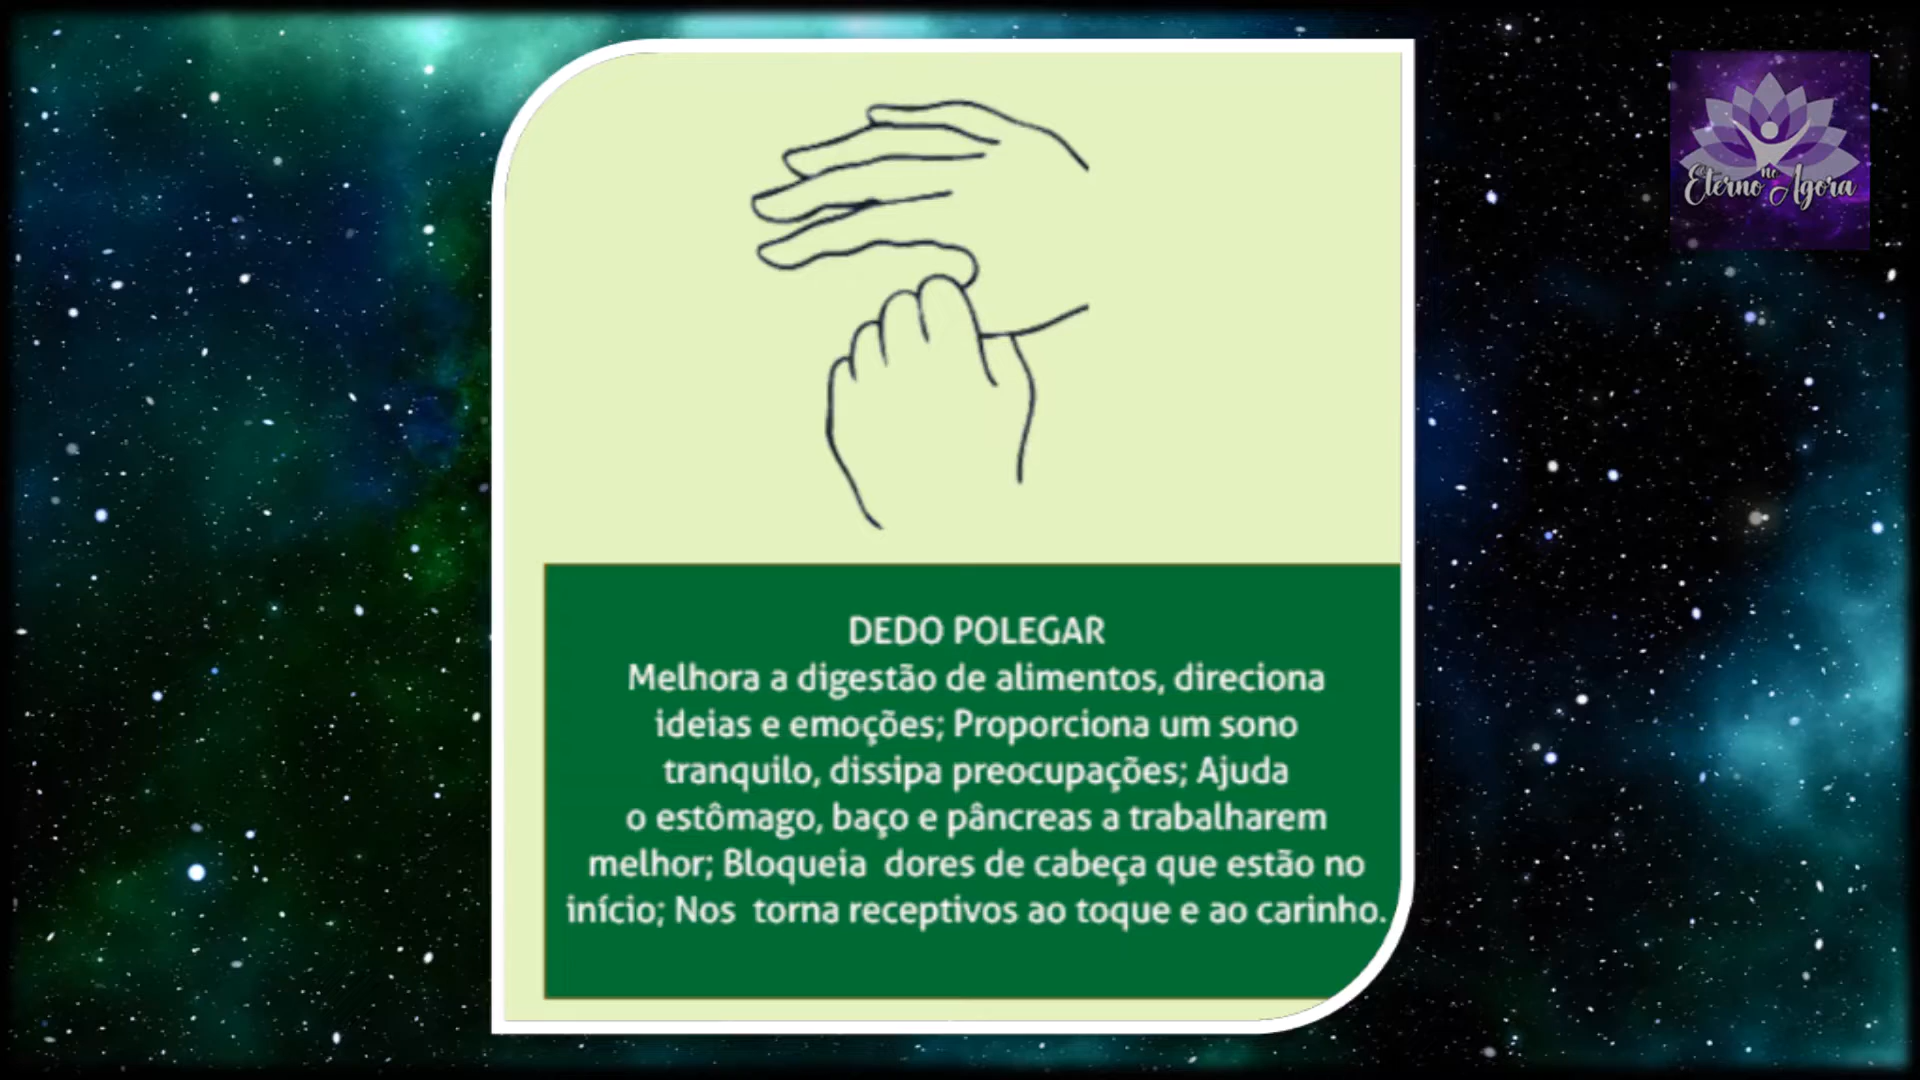 Eterno no Agora
DEDO POLEGAR
Melhora a digestão de alimentos, direciona
ideias e emoções; Proporciona um sono
tranquilo, dissipa preocupações; Ajuda
o estômago, baço e pâncreas a trabalharem
melhor; Bloqueia dores de cabeça que estão no
início; Nos torna receptivos ao toque e ao carinho.